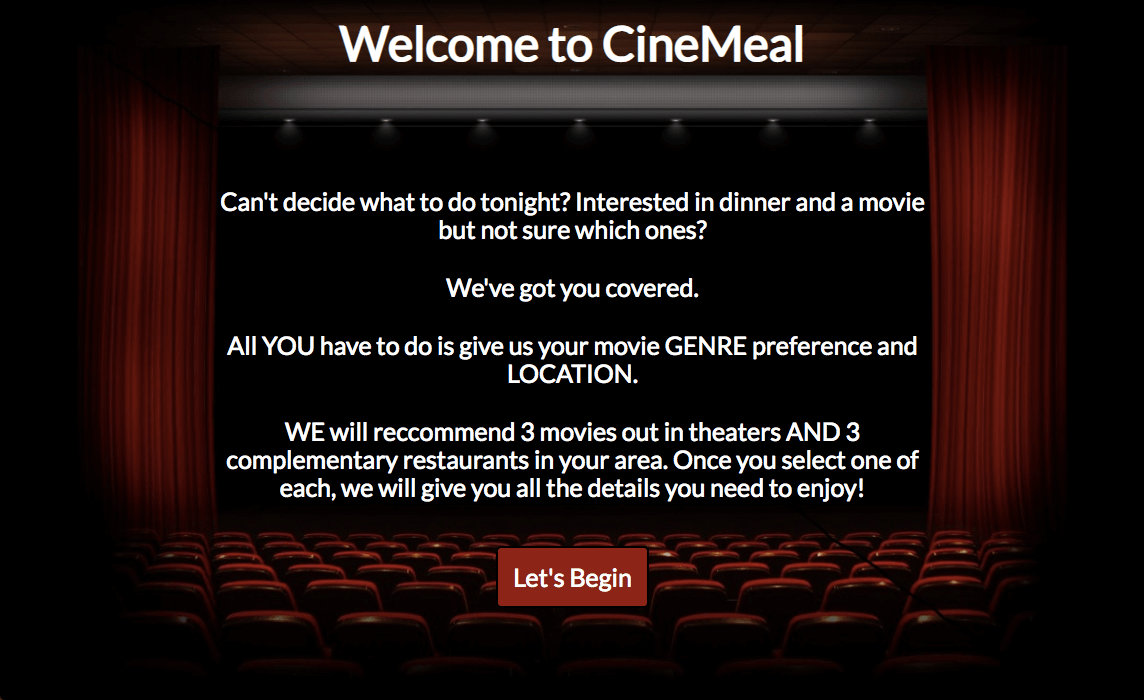 Welcome to CineMeal
Can't decide what to do tonight? Interested in dinner and a movie
but not sure which ones?
We've got you covered.
All YOU have to do is give us your movie GENRE preference and
LOCATION.
WE will reccommend 3 movies out in theaters AND 3
complementary restaurants in your area. Once you select one of
each, we will give you all the details you need to enjoy!
Let's Begin